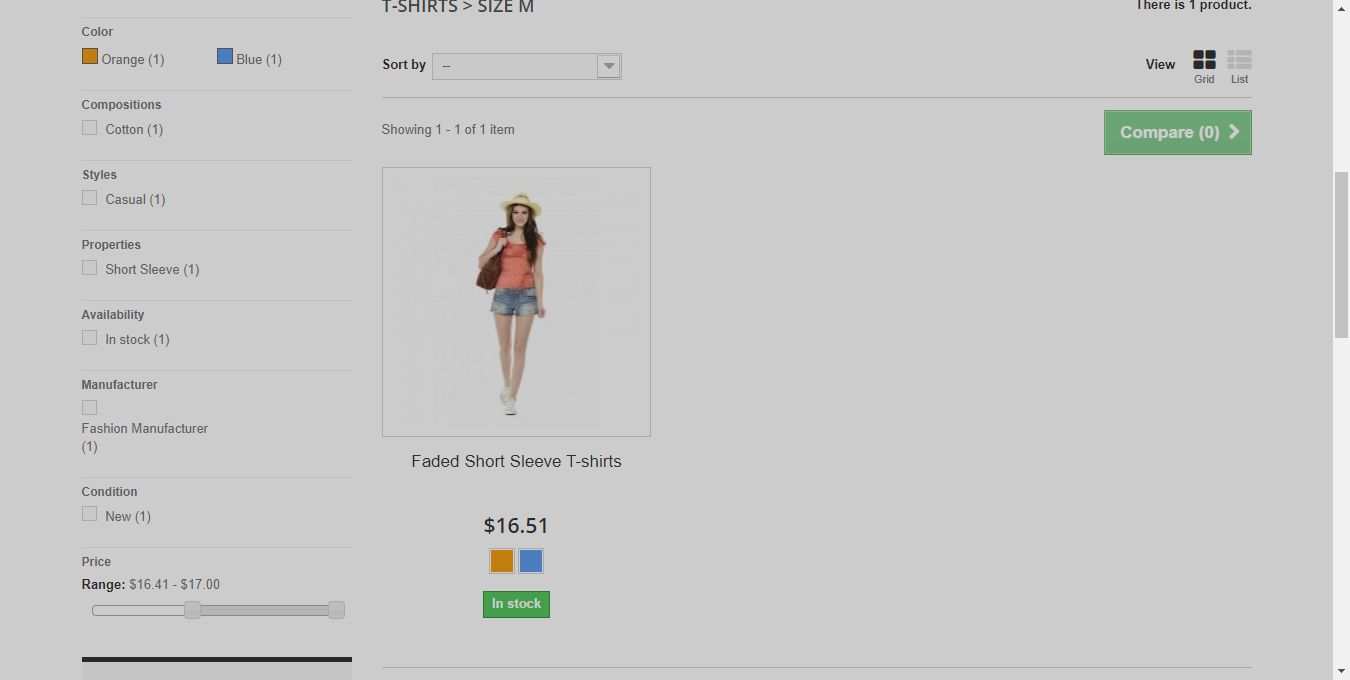 T-SHIRTS > SIZE M
There is 1 product.
Color
Orange (1)
Blue (1)
Compositions
Cotton (1)
Styles
Casual (1)
Properties
Short Sleeve (1)
Availability
In stock (1)
Manufacturer
Fashion Manufacturer
(1)
Condition
New (1)
Price
Range: $16.41 - $17.00
Sort by
--
View
Grid
List
Showing 1 - 1 of 1 item
Compare (0)
Faded Short Sleeve T-shirts
$16.51
In stock